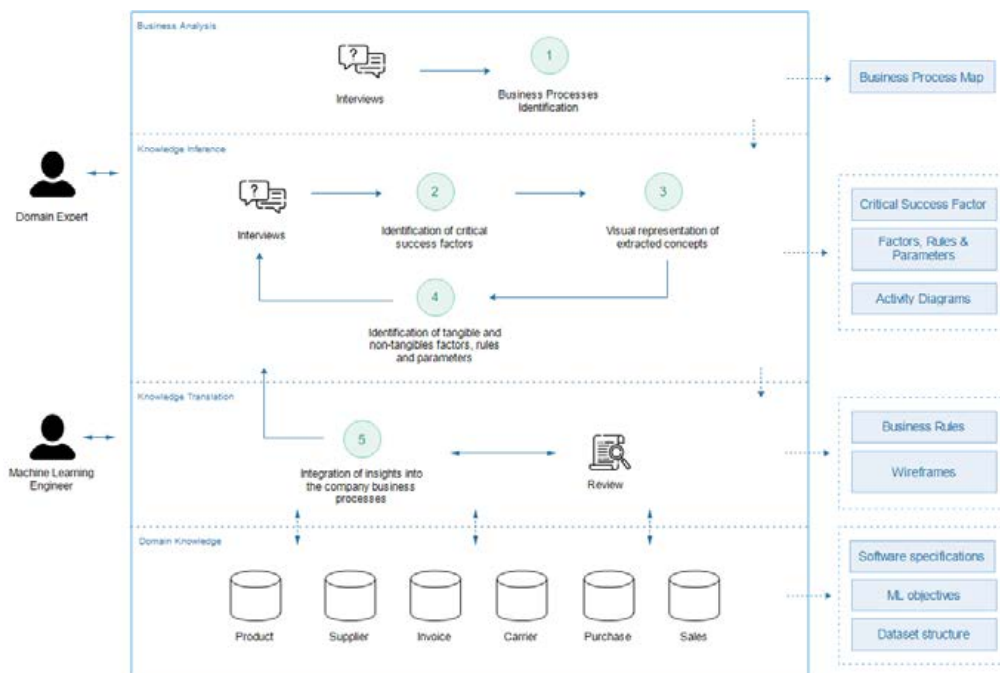 Business Analysis
?
Interviews
1
Business Processes
Identification
Business Process Map
Knowledge Inference
Domain Expert
?
Interviews
2
Identification of critical
success factors
3
Visual representation of
extracted concepts
4
Identification of tangible and
non-tangibles factors, rules
and parameters
Critical Success Factor
Factors, Rules &
Parameters
Activity Diagrams
Knowledge Translation
Machine Learning
Engineer
5
Integration of insights into
the company business
processes
Review
Business Rules
Wireframes
Domain Knowledge
Product
Supplier
Invoice
Carrier
Purchase
Sales
Software specifications
ML objectives
Dataset structure